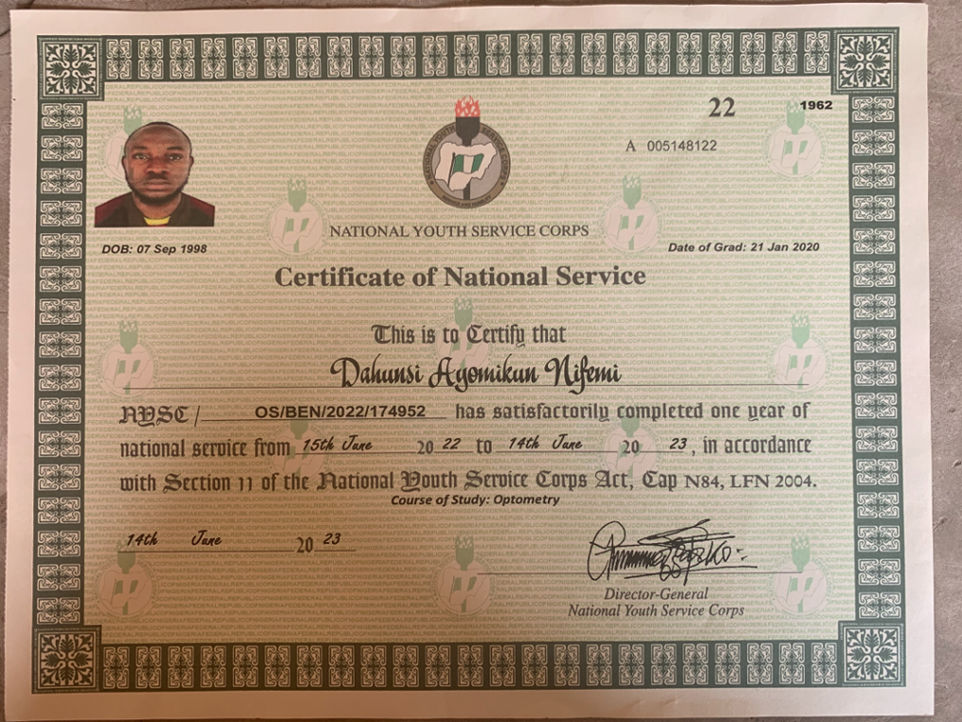 22
1962
A 005148122
NATIONAL YOUTH SERVICE CORPS
DOB: 07 Sep 1998
Date of Grad: 21 Jan 2020
Certificate of National Service
This is to Certify that
Dahunsi Ayomikun Nifemi
NYSC/ OS/BEN/2022/174952 has satisfactorily completed one year of
national service from 15th June 20 22 to 14th June 20 23, in accordance
with Section 11 of the National Youth Service Corps Act, Cap N84, LFN 2004.
Course of Study: Optometry
14th June 20 23
Director-General
National Youth Service Corps